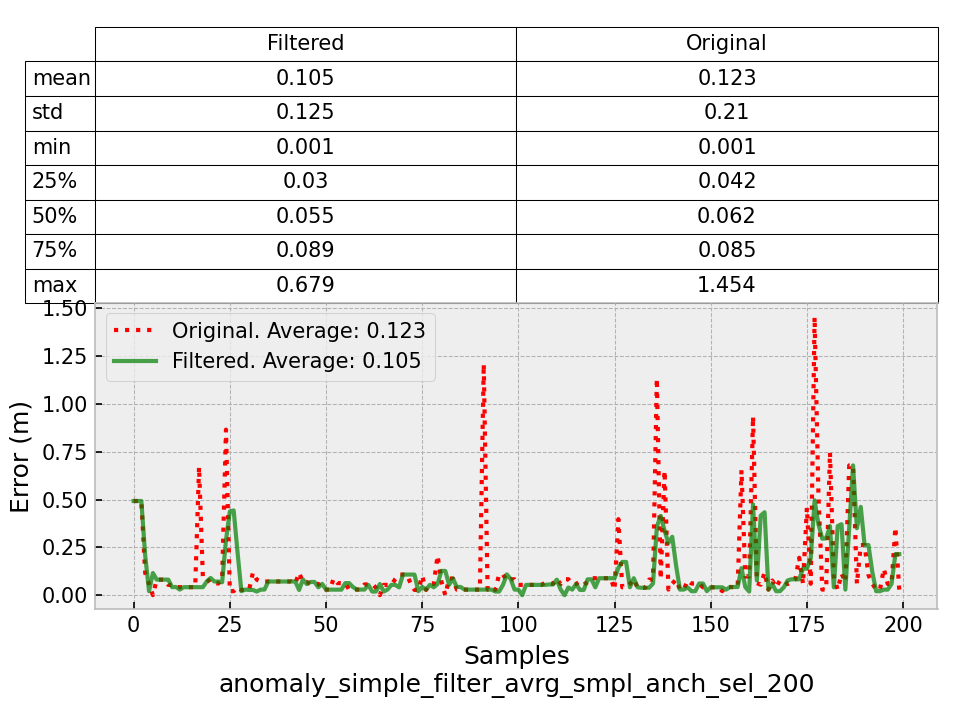 Filtered Original
mean 0.105 0.123
std 0.125 0.21
min 0.001 0.001
25% 0.03 0.042
50% 0.055 0.062
75% 0.089 0.085
max 0.679 1.454
1.50
1.25
1.00
0.75
0.50
0.25
0.00
Error (m)
Original. Average: 0.123
Filtered. Average: 0.105
0 25 50 75 100 125 150 175 200
Samples
anomaly_simple_filter_avrg_smpl_anch_sel_200